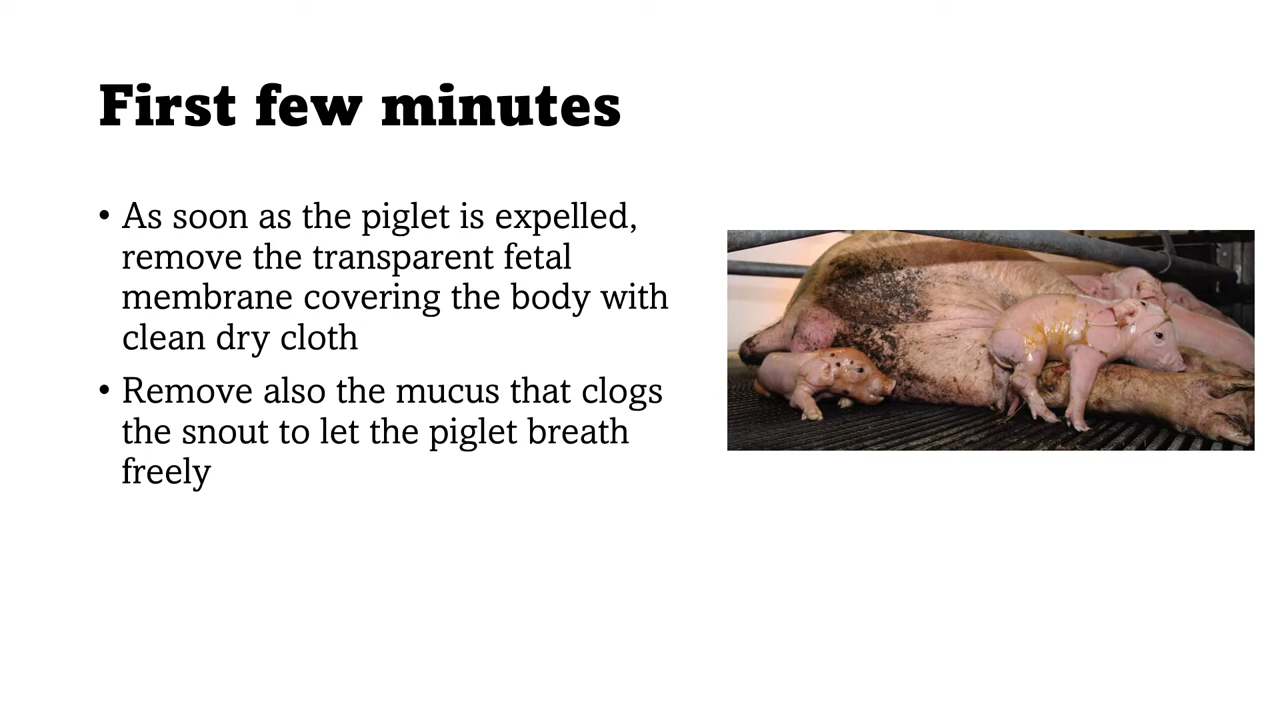 First few minutes
• As soon as the piglet is expelled,
remove the transparent fetal
membrane covering the body with
clean dry cloth
• Remove also the mucus that clogs
the snout to let the piglet breath
freely